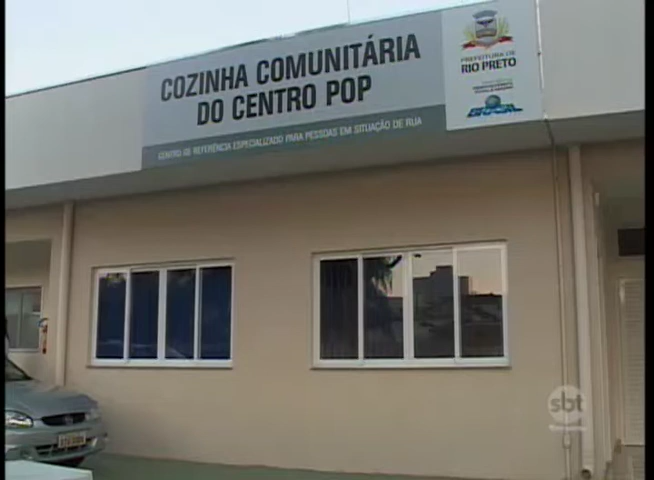 COZINHA COMUNITÁRIA
DO CENTRO POP
CENTRO DE REFERÊNCIA ESPECIALIZADO PARA PESSOAS EM SITUAÇÃO DE RUA
PREFEITURA DE
RIO PRETO
BRASIL
sbt